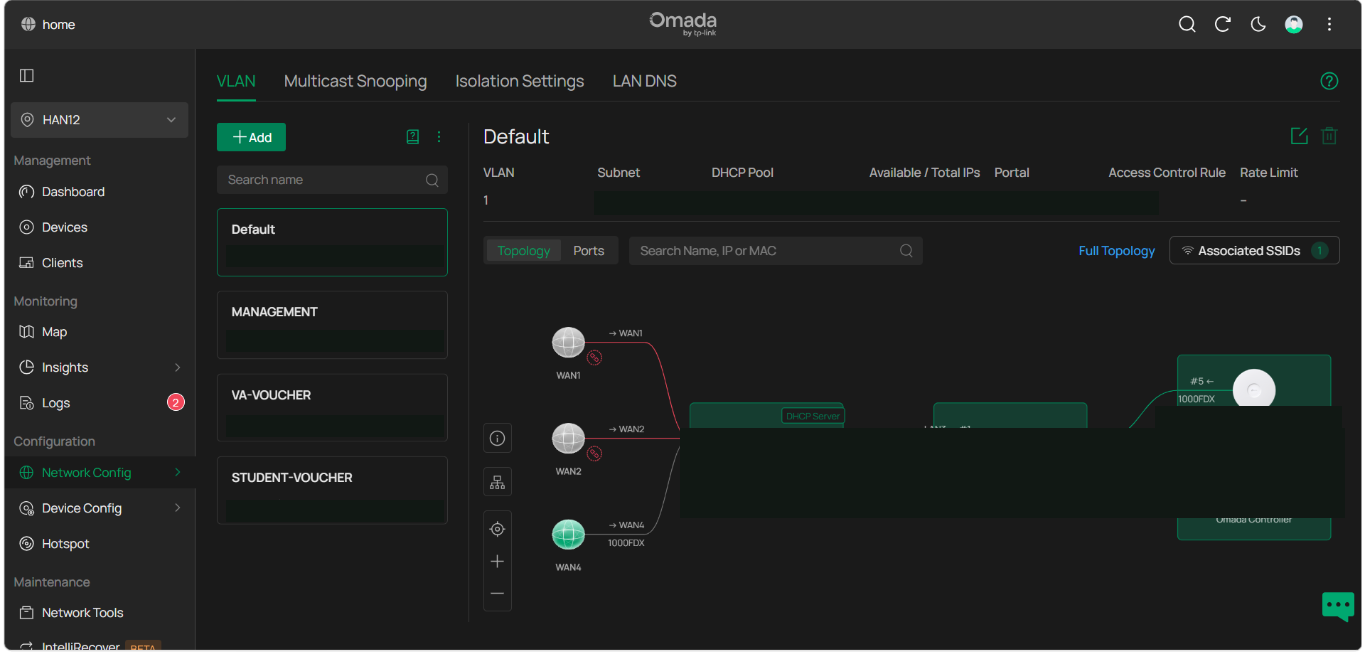 home
Omada
by tp-link
VLAN Multicast Snooping Isolation Settings LAN DNS
HAN12
Management
Dashboard
Devices
Clients
Monitoring
Map
Insights
Logs 2
Configuration
Network Config
Device Config
Hotspot
Maintenance
Network Tools
IntelliRecover BETA
+ Add
Search name
Default
MANAGEMENT
VA-VOUCHER
STUDENT-VOUCHER
Default
VLAN Subnet DHCP Pool Available / Total IPs Portal Access Control Rule Rate Limit
1 –
Topology Ports Search Name, IP or MAC Full Topology Associated SSIDs 1
→ WAN1
WAN1
→ WAN2
WAN2
→ WAN4
1000FDX
WAN4
DHCP Server
#5 ←
1000FDX
Omada Controller